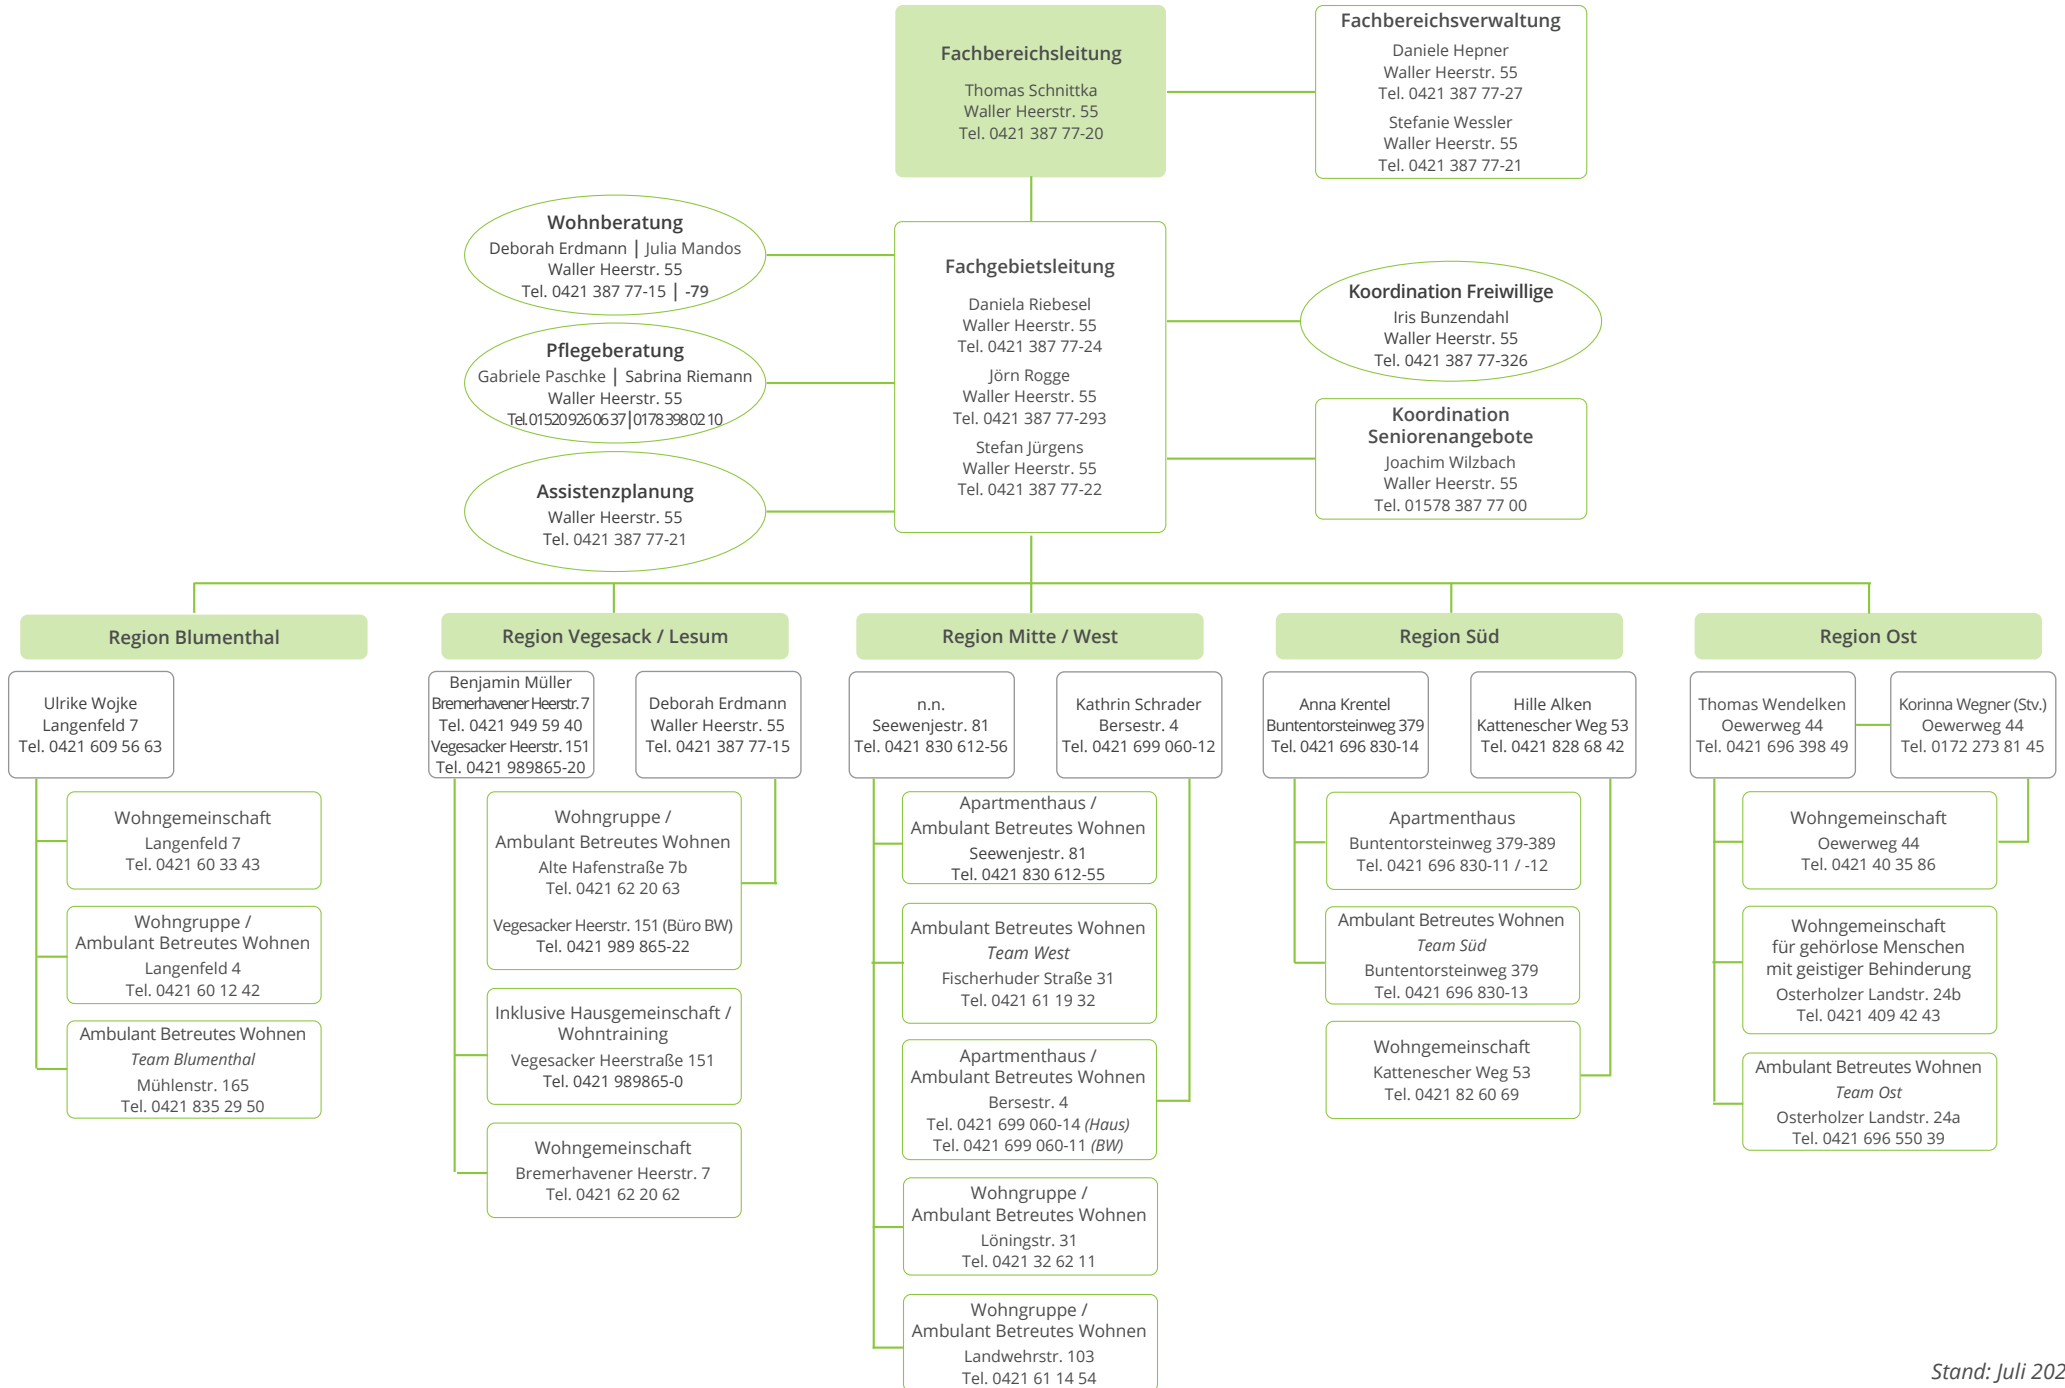 Fachbereichsleitung
Thomas Schnittka
Waller Heerstr. 55
Tel. 0421 387 77-20
Fachbereichsverwaltung
Daniele Hepner
Waller Heerstr. 55
Tel. 0421 387 77-27
Stefanie Wessler
Waller Heerstr. 55
Tel. 0421 387 77-21
Wohnberatung
Deborah Erdmann | Julia Mandos
Waller Heerstr. 55
Tel. 0421 387 77-15 | -79
Pflegeberatung
Gabriele Paschke | Sabrina Riemann
Waller Heerstr. 55
Tel. 01520 926 06 37 | 0178 398 02 10
Assistenzplanung
Waller Heerstr. 55
Tel. 0421 387 77-21
Fachgebietsleitung
Daniela Riebesel
Waller Heerstr. 55
Tel. 0421 387 77-24
Jörn Rogge
Waller Heerstr. 55
Tel. 0421 387 77-293
Stefan Jürgens
Waller Heerstr. 55
Tel. 0421 387 77-22
Koordination Freiwillige
Iris Bunzendahl
Waller Heerstr. 55
Tel. 0421 387 77-326
Koordination
Seniorenangebote
Joachim Wilzbach
Waller Heerstr. 55
Tel. 01578 387 77 00
Region Blumenthal
Ulrike Wojke
Langenfeld 7
Tel. 0421 609 56 63
Wohngemeinschaft
Langenfeld 7
Tel. 0421 60 33 43
Wohngruppe /
Ambulant Betreutes Wohnen
Langenfeld 4
Tel. 0421 60 12 42
Ambulant Betreutes Wohnen
Team Blumenthal
Mühlenstr. 165
Tel. 0421 835 29 50
Region Vegesack / Lesum
Benjamin Müller
Bremerhavener Heerstr. 7
Tel. 0421 949 59 40
Vegesacker Heerstr. 151
Tel. 0421 989865-20
Deborah Erdmann
Waller Heerstr. 55
Tel. 0421 387 77-15
Wohngruppe /
Ambulant Betreutes Wohnen
Alte Hafenstraße 7b
Tel. 0421 62 20 63
Vegesacker Heerstr. 151 (Büro BW)
Tel. 0421 989 865-22
Inklusive Hausgemeinschaft /
Wohntraining
Vegesacker Heerstraße 151
Tel. 0421 989865-0
Wohngemeinschaft
Bremerhavener Heerstr. 7
Tel. 0421 62 20 62
Region Mitte / West
n.n.
Seewenjestr. 81
Tel. 0421 830 612-56
Kathrin Schrader
Bersestr. 4
Tel. 0421 699 060-12
Apartmenthaus /
Ambulant Betreutes Wohnen
Seewenjestr. 81
Tel. 0421 830 612-55
Ambulant Betreutes Wohnen
Team West
Fischerhuder Straße 31
Tel. 0421 61 19 32
Apartmenthaus /
Ambulant Betreutes Wohnen
Bersestr. 4
Tel. 0421 699 060-14 (Haus)
Tel. 0421 699 060-11 (BW)
Wohngruppe /
Ambulant Betreutes Wohnen
Löningstr. 31
Tel. 0421 32 62 11
Wohngruppe /
Ambulant Betreutes Wohnen
Landwehrstr. 103
Tel. 0421 61 14 54
Region Süd
Anna Krentel
Buntentorsteinweg 379
Tel. 0421 696 830-14
Hille Alken
Kattenescher Weg 53
Tel. 0421 828 68 42
Apartmenthaus
Buntentorsteinweg 379-389
Tel. 0421 696 830-11 / -12
Ambulant Betreutes Wohnen
Team Süd
Buntentorsteinweg 379
Tel. 0421 696 830-13
Wohngemeinschaft
Kattenescher Weg 53
Tel. 0421 82 60 69
Region Ost
Thomas Wendelken
Oewerweg 44
Tel. 0421 696 398 49
Korinna Wegner (Stv.)
Oewerweg 44
Tel. 0172 273 81 45
Wohngemeinschaft
Oewerweg 44
Tel. 0421 40 35 86
Wohngemeinschaft
für gehörlose Menschen
mit geistiger Behinderung
Osterholzer Landstr. 24b
Tel. 0421 409 42 43
Ambulant Betreutes Wohnen
Team Ost
Osterholzer Landstr. 24a
Tel. 0421 696 550 39
Stand: Juli 202